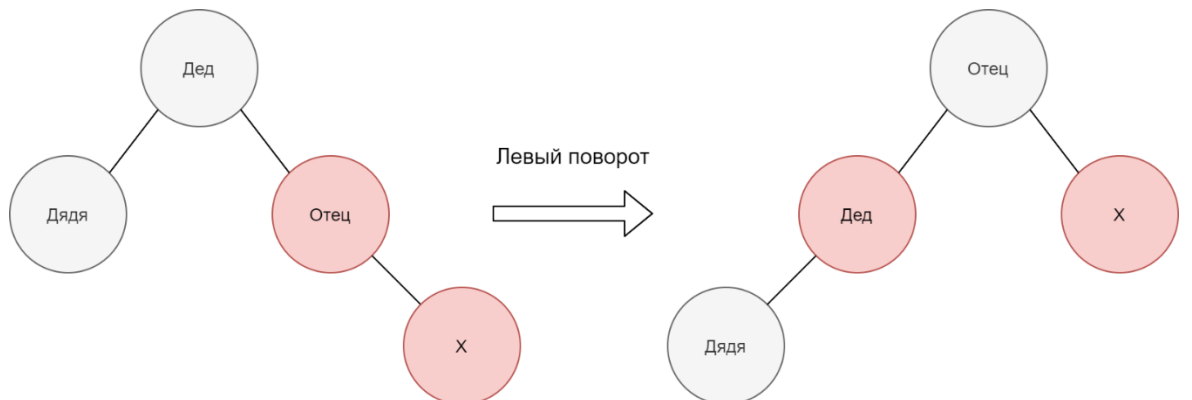 Дед
Дядя
Отец
X
Левый поворот
Отец
Дед
X
Дядя